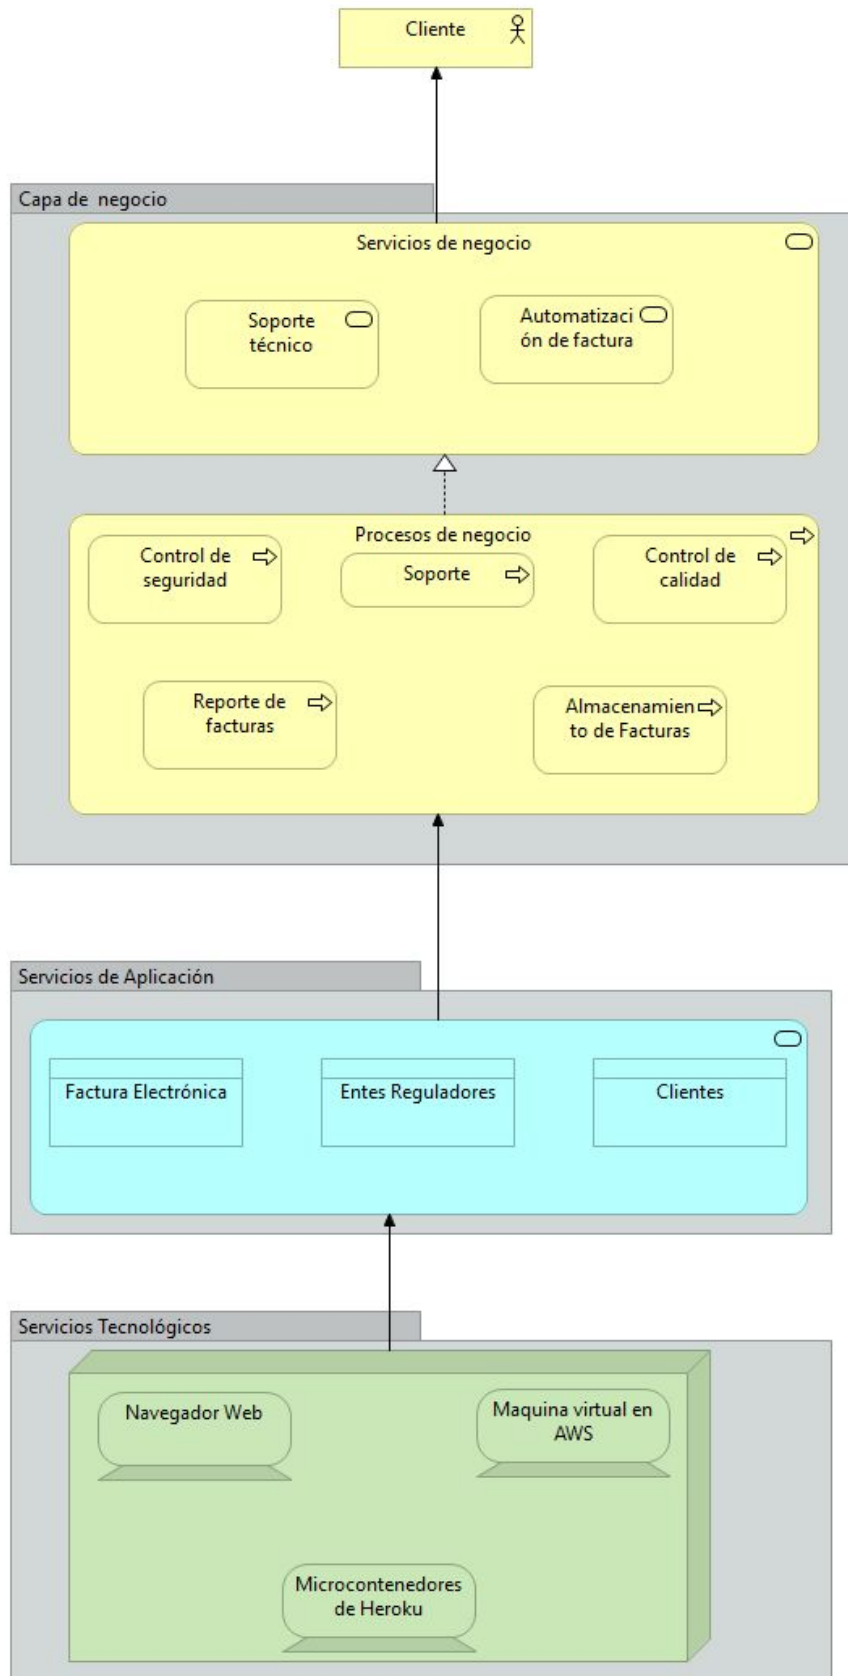 Cliente
Capa de  negocio
Servicios de negocio
Soporte
técnico
Automatizaci
ón de factura
Procesos de negocio
Control de
seguridad
Soporte
Control de
calidad
Reporte de
facturas
Almacenamien
to de Facturas
Servicios de Aplicación
Factura Electrónica
Entes Reguladores
Clientes
Servicios Tecnológicos
Navegador Web
Maquina virtual en
AWS
Microcontenedores
de Heroku